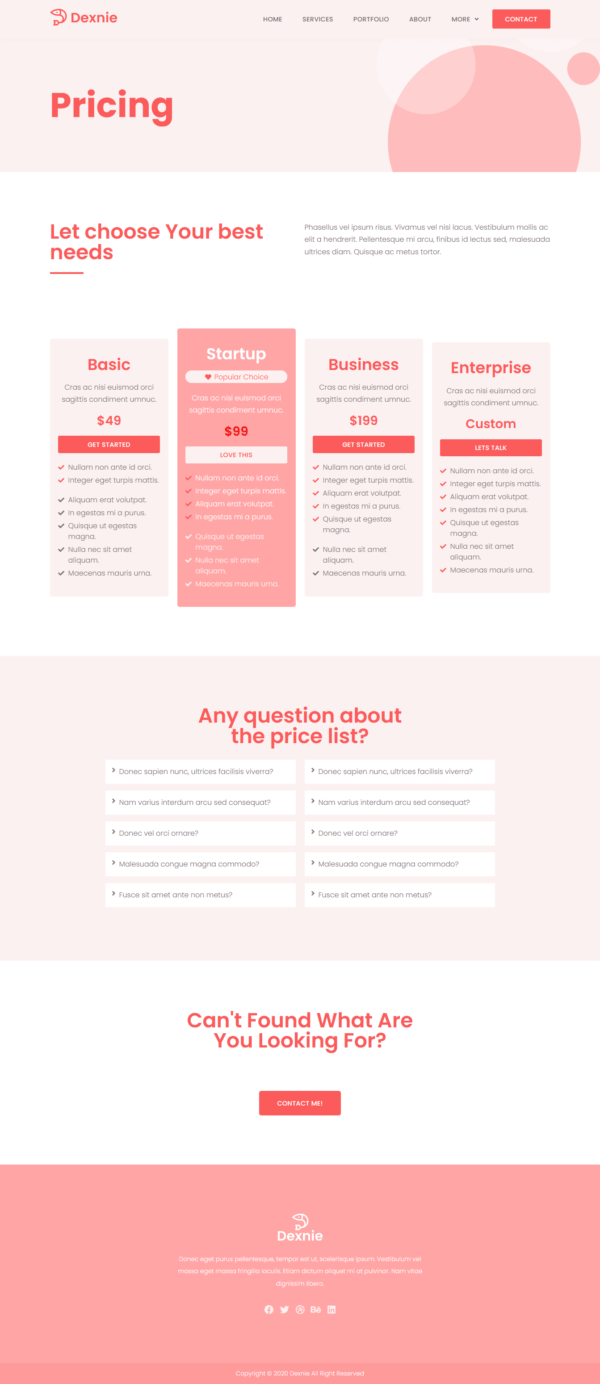 Dexnie
HOME SERVICES PORTFOLIO ABOUT MORE CONTACT
Pricing
Let choose Your best
needs
Phasellus vel ipsum risus. Vivamus vel nisi lacus. Vestibulum mollis ac
elit a hendrerit. Pellentesque mi arcu, finibus id lectus sed, malesuada
ultrices diam. Quisque ac metus tortor.
Basic
Cras ac nisi euismod orci
sagittis condiment umnuc.
$49
GET STARTED
Nullam non ante id orci.
Integer eget turpis mattis.
Aliquam erat volutpat.
In egestas mi a purus.
Quisque ut egestas
magna.
Nulla nec sit amet
aliquam.
Maecenas mauris urna.
Startup
Popular Choice
Cras ac nisi euismod orci
sagittis condiment umnuc.
$99
LOVE THIS
Nullam non ante id orci.
Integer eget turpis mattis.
Aliquam erat volutpat.
In egestas mi a purus.
Quisque ut egestas
magna.
Nulla nec sit amet
aliquam.
Maecenas mauris urna.
Business
Cras ac nisi euismod orci
sagittis condiment umnuc.
$199
GET STARTED
Nullam non ante id orci.
Integer eget turpis mattis.
Aliquam erat volutpat.
In egestas mi a purus.
Quisque ut egestas
magna.
Nulla nec sit amet
aliquam.
Maecenas mauris urna.
Enterprise
Cras ac nisi euismod orci
sagittis condiment umnuc.
Custom
LETS TALK
Nullam non ante id orci.
Integer eget turpis mattis.
Aliquam erat volutpat.
In egestas mi a purus.
Quisque ut egestas
magna.
Nulla nec sit amet
aliquam.
Maecenas mauris urna.
Any question about
the price list?
Donec sapien nunc, ultrices facilisis viverra?
Nam varius interdum arcu sed consequat?
Donec vel orci ornare?
Malesuada congue magna commodo?
Fusce sit amet ante non metus?
Donec sapien nunc, ultrices facilisis viverra?
Nam varius interdum arcu sed consequat?
Donec vel orci ornare?
Malesuada congue magna commodo?
Fusce sit amet ante non metus?
Can't Found What Are
You Looking For?
CONTACT ME!
Dexnie
Donec eget purus pellentesque, tempor est ut, scelerisque ipsum. Vestibulum vel
massa eget massa fringilla iaculis. Etiam dictum aliquet mi at pulvinar. Nam vitae
dignissim libero.
Copyright © 2020 Dexnie All Right Reserved